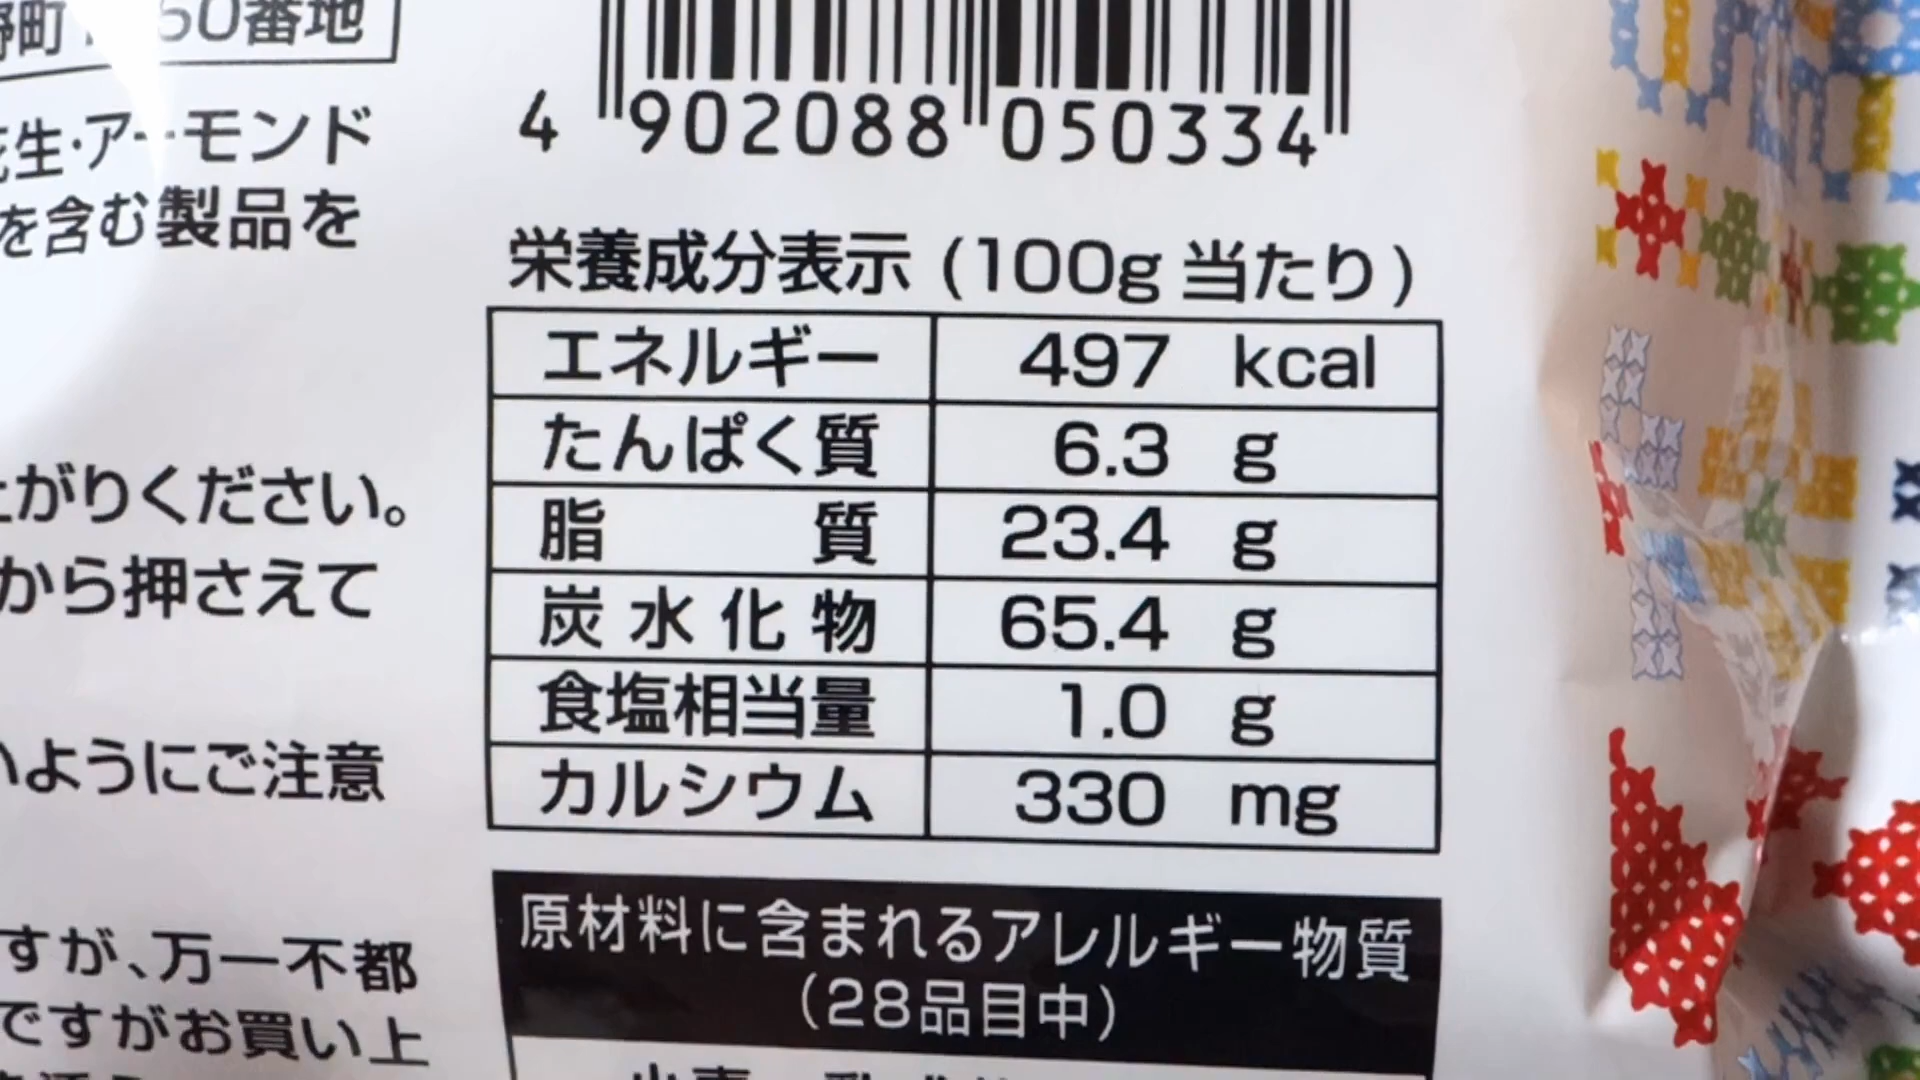 町 50番地
4 902088 050334
生・アーモンド
を含む製品を
栄養成分表示 (100g 当たり)
エネルギー 497 kcal
たんぱく質 6.3 g
脂質 23.4 g
炭水化物 65.4 g
食塩相当量 1.0 g
カルシウム 330 mg
がりください。
から押さえて
いようにご注意
すが、万一不都
ですがお買い上
原材料に含まれるアレルギー物質
(28品目中)